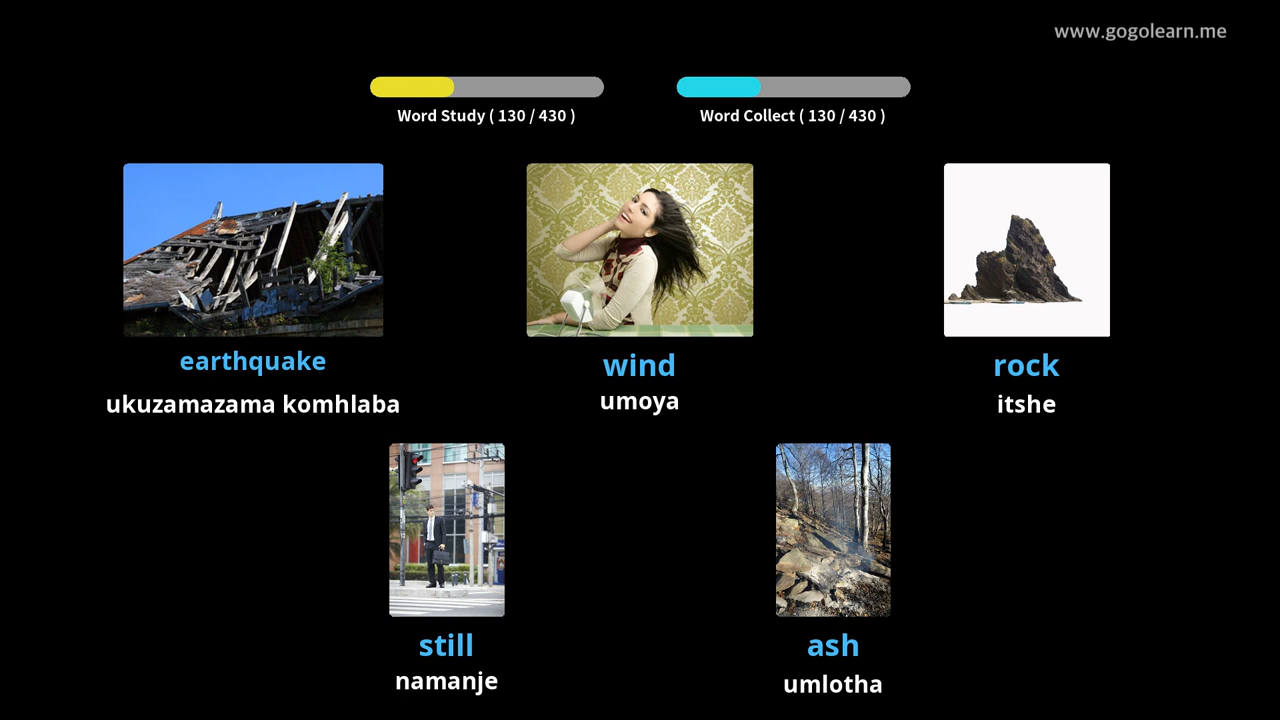 www.gogolearn.me
Word Study ( 130 / 430 )
Word Collect ( 130 / 430 )
earthquake
ukuzamazama komhlaba
wind
umoya
rock
itshe
still
namanje
ash
umlotha